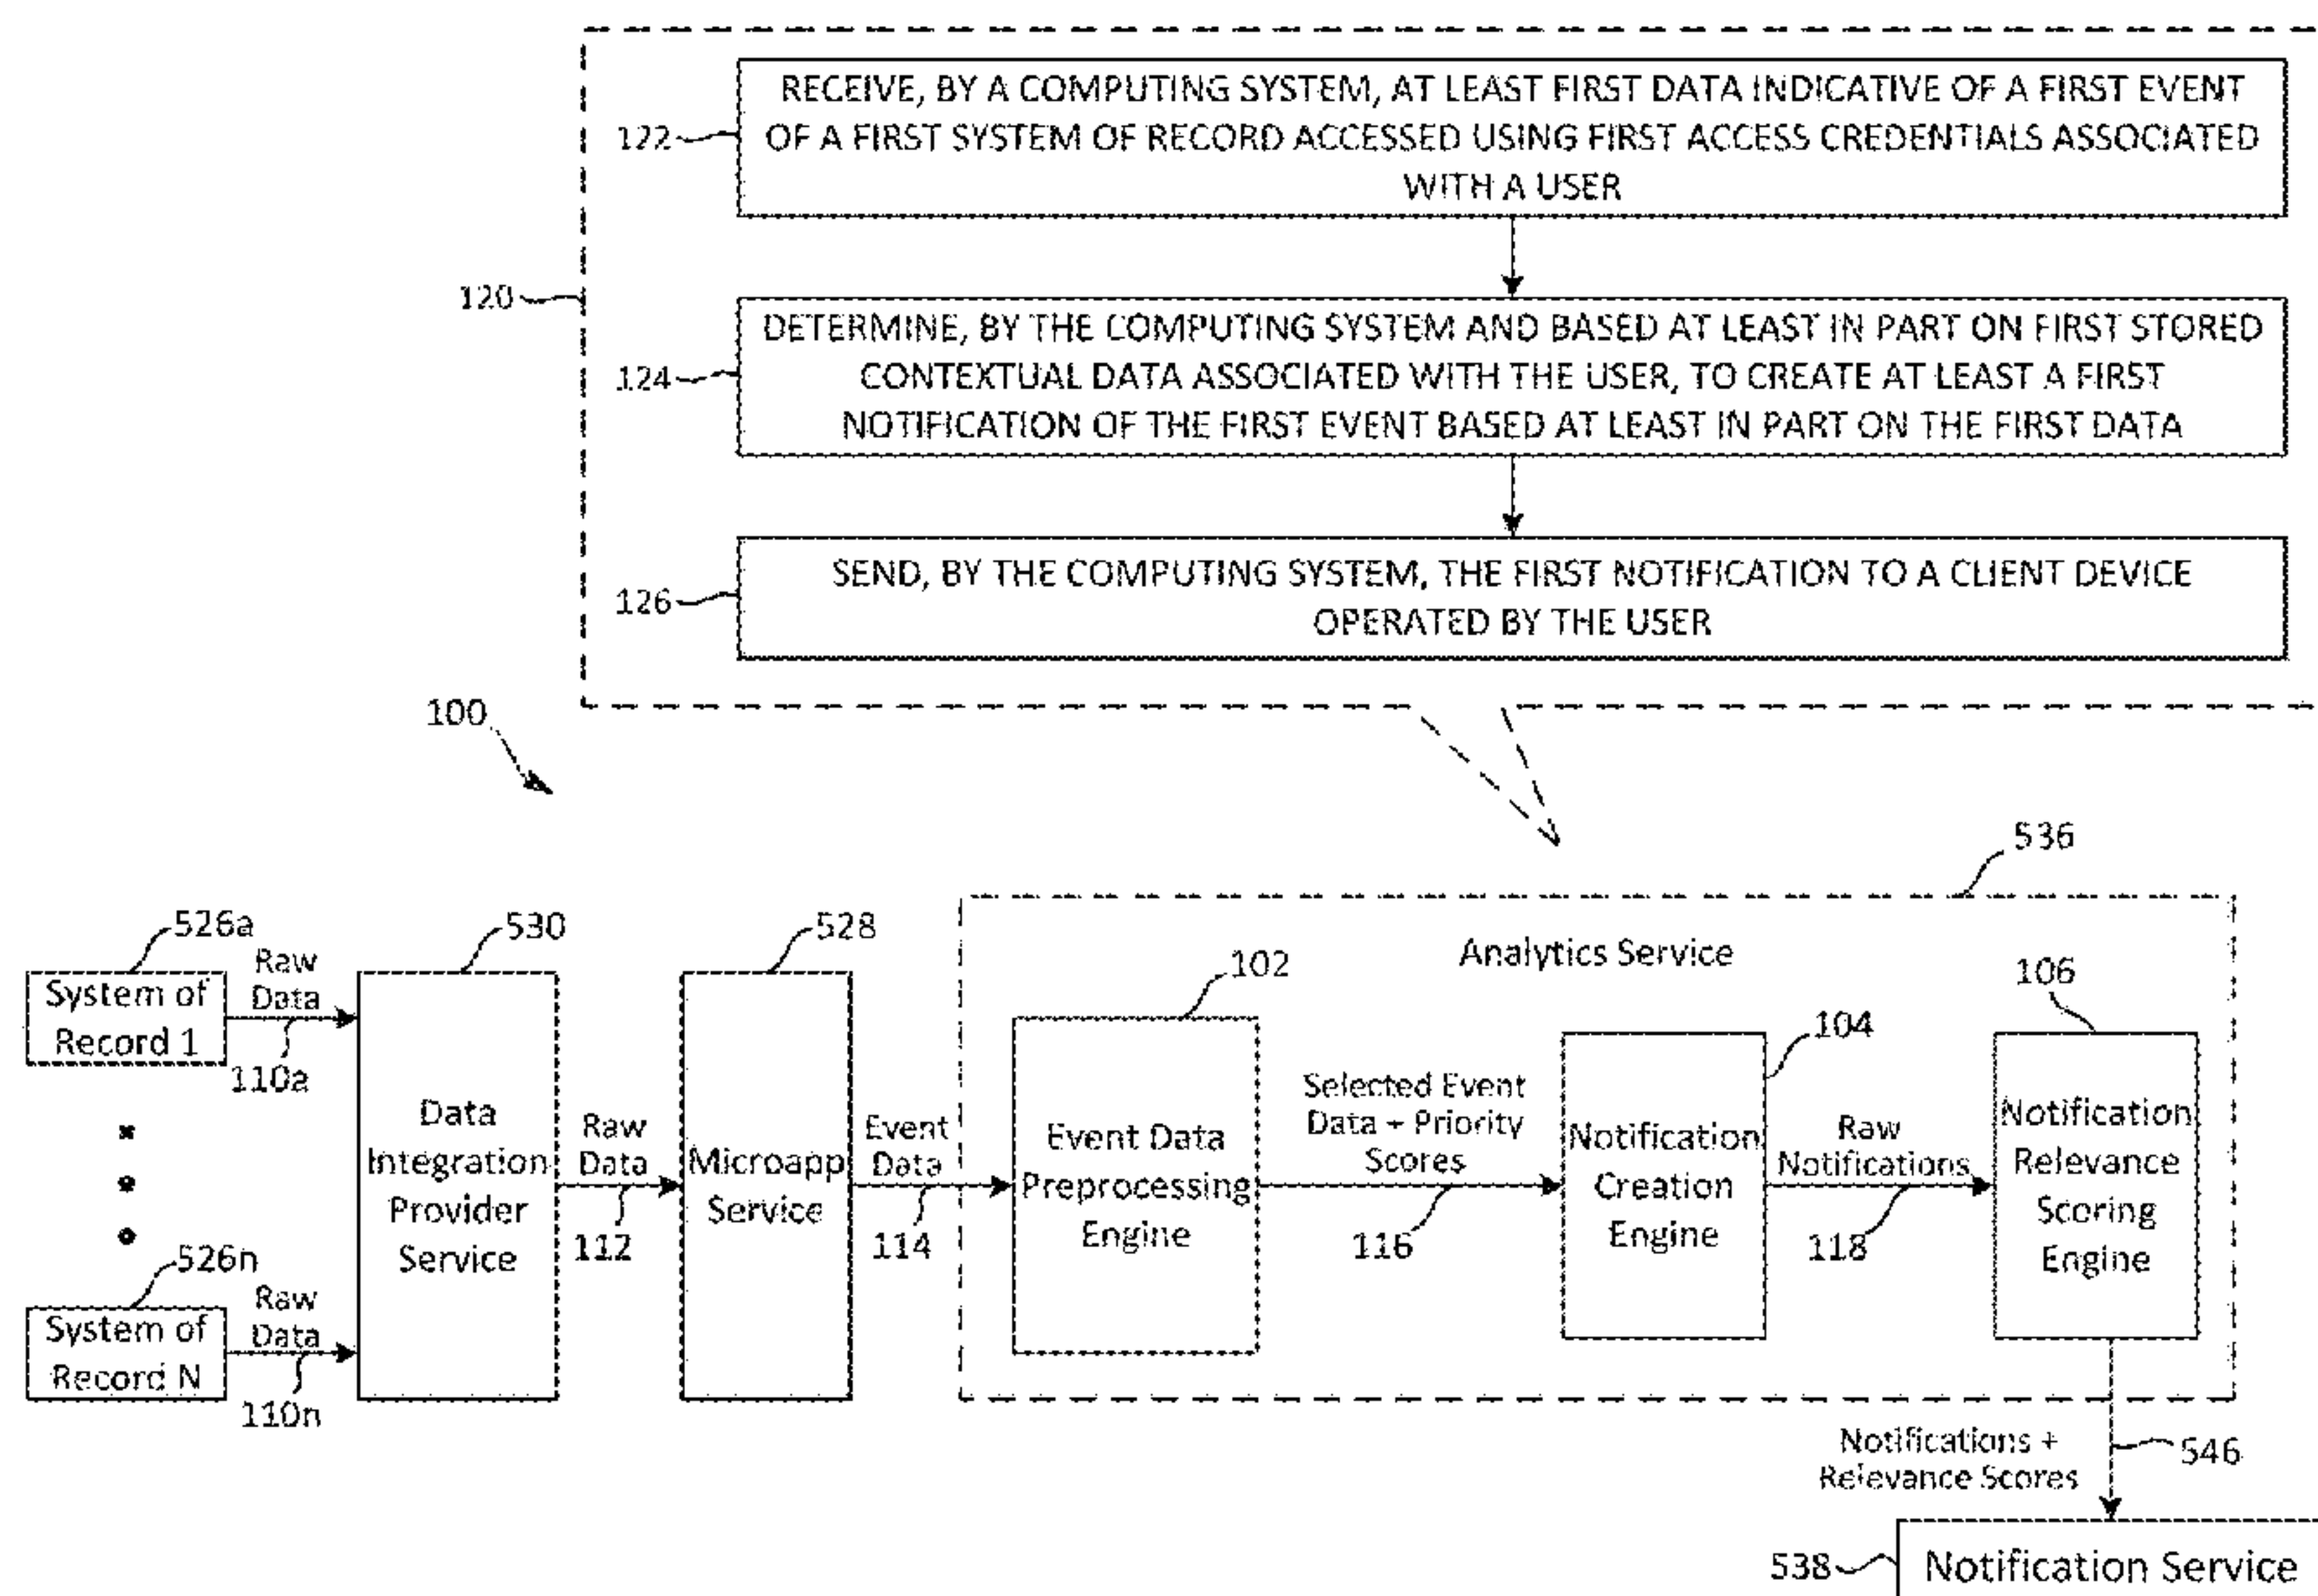 RECEIVE, BY A COMPUTING SYSTEM, AT LEAST FIRST DATA INDICATIVE OF A FIRST EVENT
122
OF A FIRST SYSTEM OF RECORD ACCESSED USING FIRST ACCESS CREDENTIALS ASSOCIATED
WITH A USER
120
DETERMINE, BY THE COMPUTING SYSTEM AND BASED AT LEAST IN PART ON FIRST STORED
124
CONTEXTUAL DATA ASSOCIATED WITH THE USER, TO CREATE AT LEAST A FIRST
NOTIFICATION OF THE FIRST EVENT BASED AT LEAST IN PART ON THE FIRST DATA
SEND, BY THE COMPUTING SYSTEM, THE FIRST NOTIFICATION TO A CLIENT DEVICE
126
OPERATED BY THE USER
100
536
526a
530
528
Analytics Service
102
106
104
System of
Record 1
Raw
Data
110a
526n
System of
Record N
Raw
Data
110n
Data
Integration
Provider
Service
Raw
Data
112
Microapp
Service
Event
Data
114
Event Data
Preprocessing
Engine
Selected Event
Data + Priority
Scores
116
Notification
Creation
Engine
Raw
Notifications
118
Notification
Relevance
Scoring
Engine
Notifications +
Relevance Scores
546
538
Notification Service